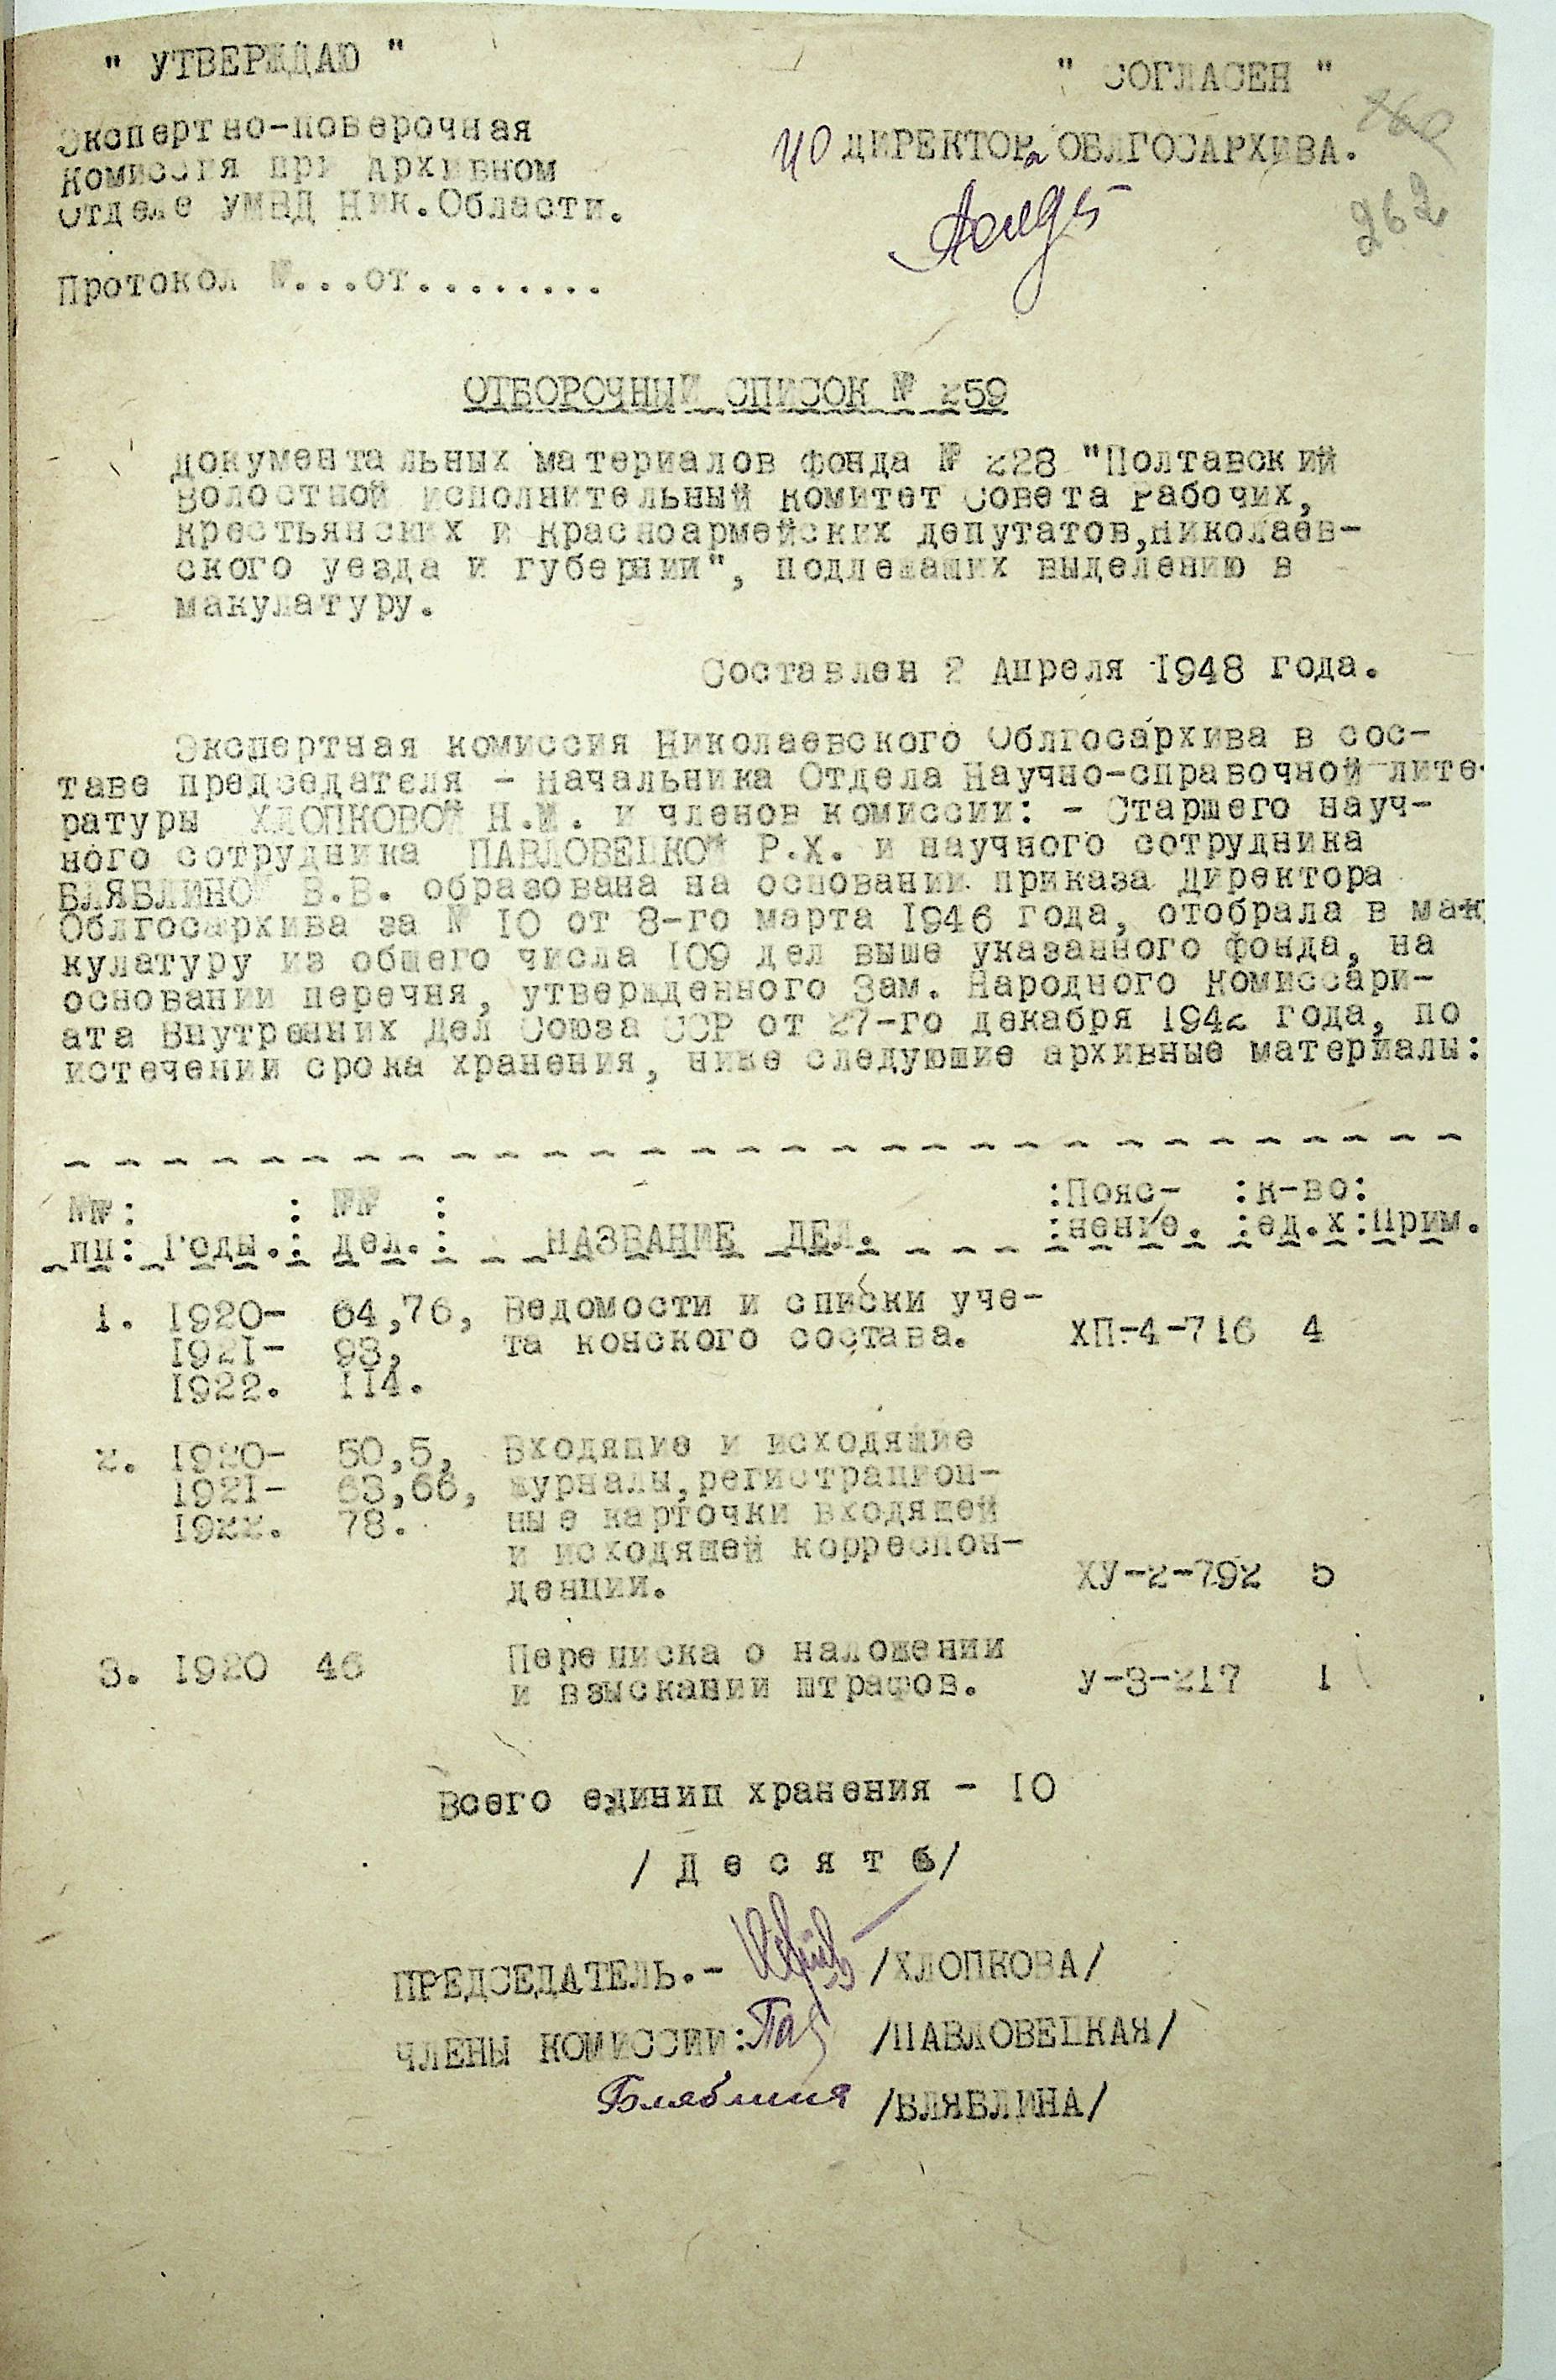 " УТВЕРЖДАЮ "
" СОГЛАСЕН "
Экспертно-поверочная
комиссия при Архивном
Отделе УМВД Ник.Области.
ИО ДИРЕКТОРа ОБЛГОСАРХИВА.
262
Протокол №...от........
ОТБОРОЧНЫЙ СПИСОК № 259
документальных материалов фонда № 228 "Полтавский
Волостной исполнительный комитет Совета Рабочих,
крестьянских и красноармейских депутатов,Николаев-
ского уезда и губернии", подлежащих выделению в
макулатуру.
Составлен 2 Апреля 1948 года.
Экспертная комиссия Николаевского Облгосархива в сос-
таве председателя - начальника Отдела Научно-справочной лите-
ратуры ХЛОПКОВОЙ Н.М. и членов комиссии: - Старшего науч-
ного сотрудника ПАВЛОВЕЦКОЙ Р.Х. и научного сотрудника
БЛЯБЛИНОЙ В.В. образована на основании приказа директора
Облгосархива за № 10 от 8-го марта 1946 года, отобрала в мак
кулатуру из общего числа 109 дел выше указанного фонда, на
основании перечня, утвержденного Зам. Народного Комиссари-
ата Внутренних дел Союза ССР от 27-го декабря 1942 года, по
истечении срока хранения, ниже следующие архивные материалы:
№№: : №№ : :Пояс- :к-во:
пп: Годы.: дел.: НАЗВАНИЕ ДЕЛ. :нение. :ед.х:Прим.
1. 1920- 64,76, Ведомости и списки уче-
1921- 93, та конского состава. ХП-4-716 4
1922. 114.
2. 1920- 50,5, Входящие и исходящие
1921- 63,66, журналы,регистрацион-
1922. 78. ные карточки входящей
и исходящей корреспон-
денции. ХУ-2-792 5
3. 1920 46 Переписка о наложении
и взыскании штрафов. У-3-217 1
Всего единиц хранения - 10
/ Д е с я т ь/
ПРЕДСЕДАТЕЛЬ.- /ХЛОПКОВА/
ЧЛЕНЫ КОМИССИИ: Пав /ПАВЛОВЕЦКАЯ/
Бляблина /БЛЯБЛИНА/